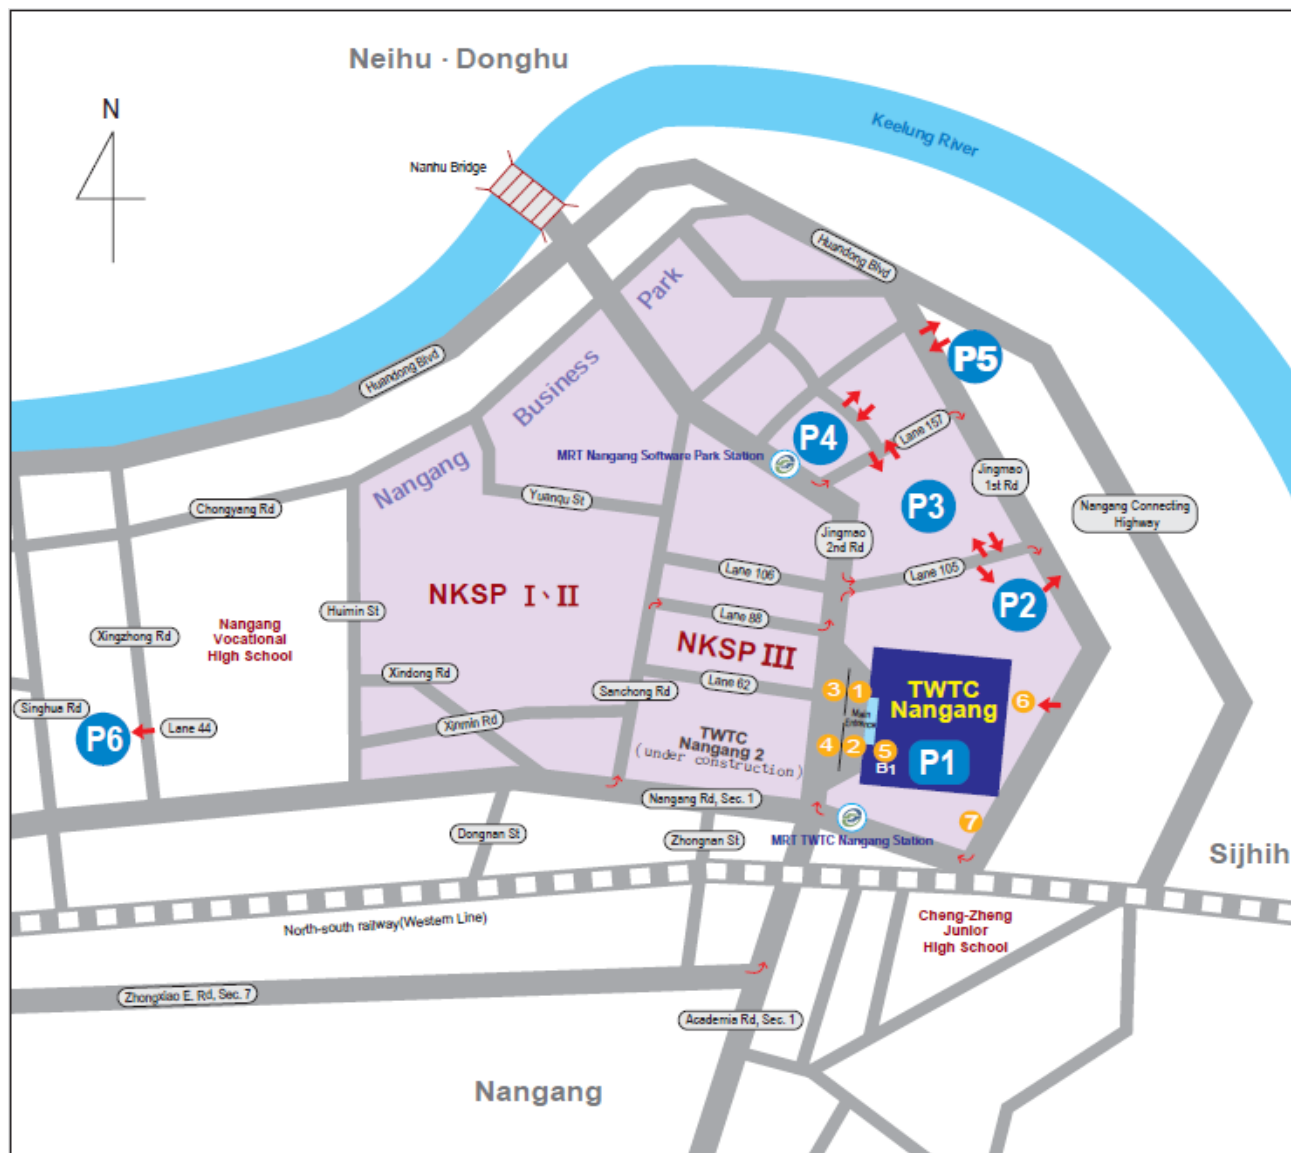 Neihu · Donghu
N
Keelung River
Nanhu Bridge
Huandong Blvd
Park
Huandong Blvd
P5
Business
Lane 157
P4
MRT Nangang Software Park Station
Nangang
Jingmao
1st Rd
Yuanqu St
P3
Chongyang Rd
Nangang Connecting
Highway
Jingmao
2nd Rd
Lane 106
Lane 105
NKSP I、II
P2
Huimin St
Lane 88
Nangang
Vocational
High School
Xingzhong Rd
NKSP III
Xindong Rd
Lane 62
Sanchong Rd
3
1
TWTC
Nangang
6
Singhua Rd
P6
Lane 44
Xinmin Rd
Main
Entrance
TWTC
Nangang 2
(under construction)
4
2
5
B1
P1
Nangang Rd, Sec. 1
7
Dongnan St
Zhongnan St
MRT TWTC Nangang Station
Sijhih
North-south railway(Western Line)
Cheng-Zheng
Junior
High School
Zhongxiao E. Rd, Sec. 7
Academia Rd, Sec. 1
Nangang